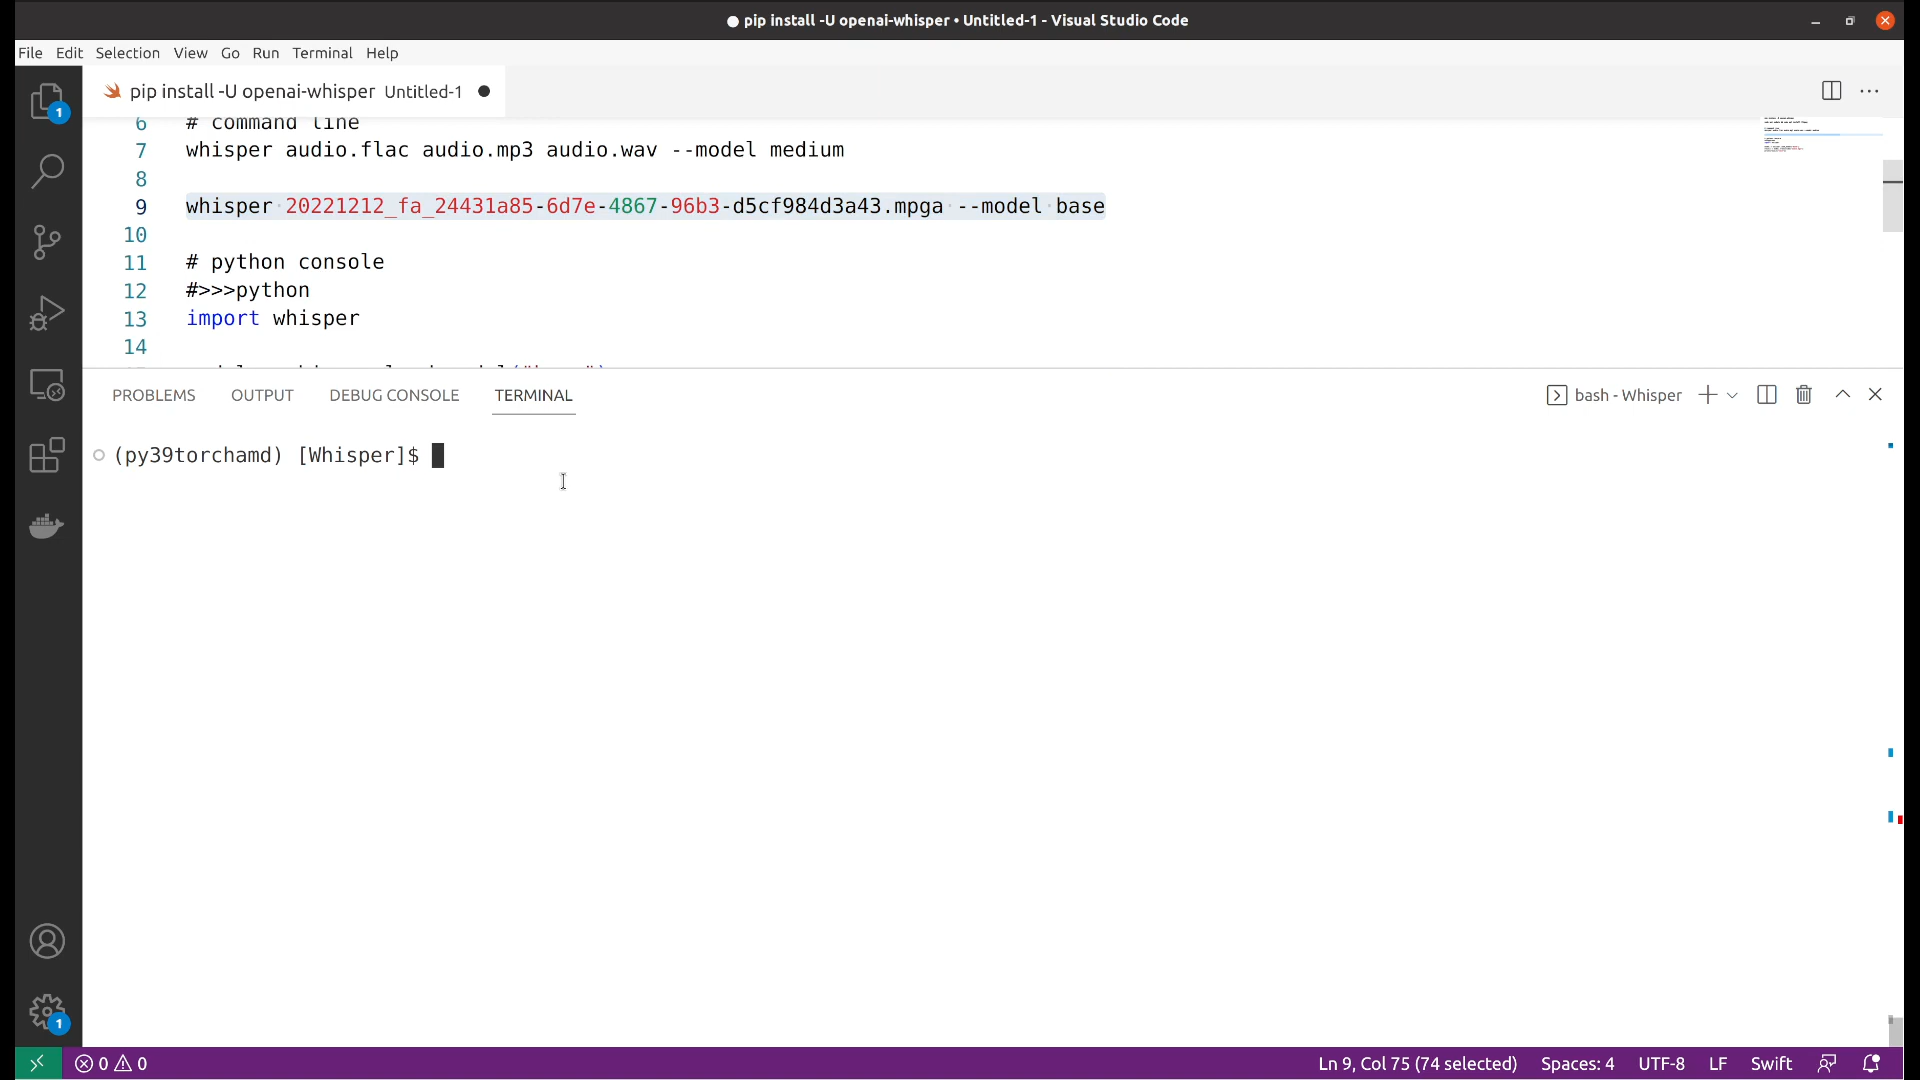 pip install -U openai-whisper • Untitled-1 - Visual Studio Code
File Edit Selection View Go Run Terminal Help
pip install -U openai-whisper Untitled-1
6 # command line
7 whisper audio.flac audio.mp3 audio.wav --model medium
8
9 whisper 20221212_fa_24431a85-6d7e-4867-96b3-d5cf984d3a43.mpga --model base
10
11 # python console
12 #>>>python
13 import whisper
14
PROBLEMS OUTPUT DEBUG CONSOLE TERMINAL
bash - Whisper
(py39torchamd) [Whisper]$
1
1
0 0
Ln 9, Col 75 (74 selected) Spaces: 4 UTF-8 LF Swift